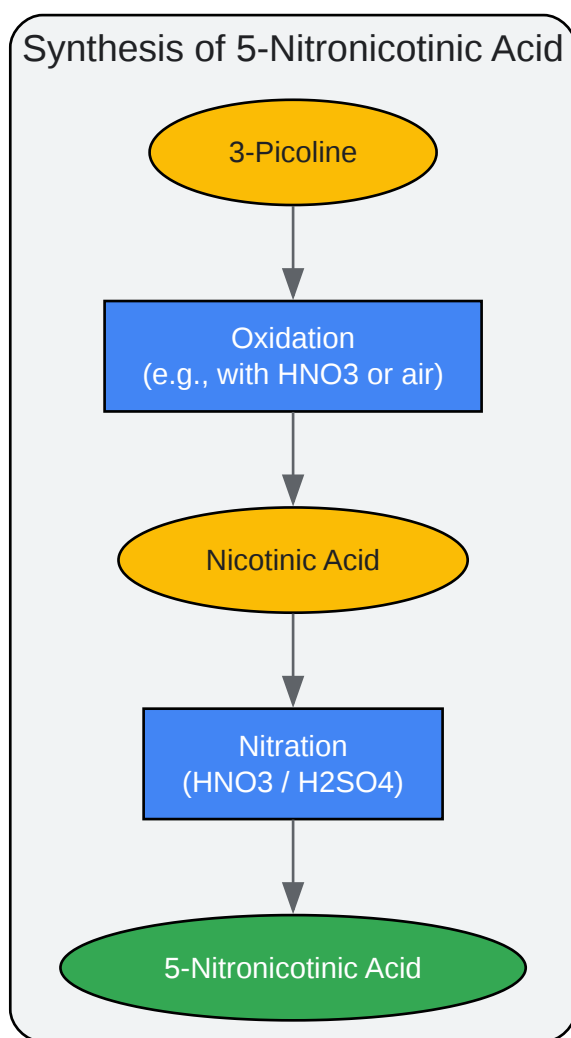 Synthesis of 5-Nitronicotinic Acid
3-Picoline
Oxidation
(e.g., with HNO3 or air)
Nicotinic Acid
Nitration
(HNO3 / H2SO4)
5-Nitronicotinic Acid